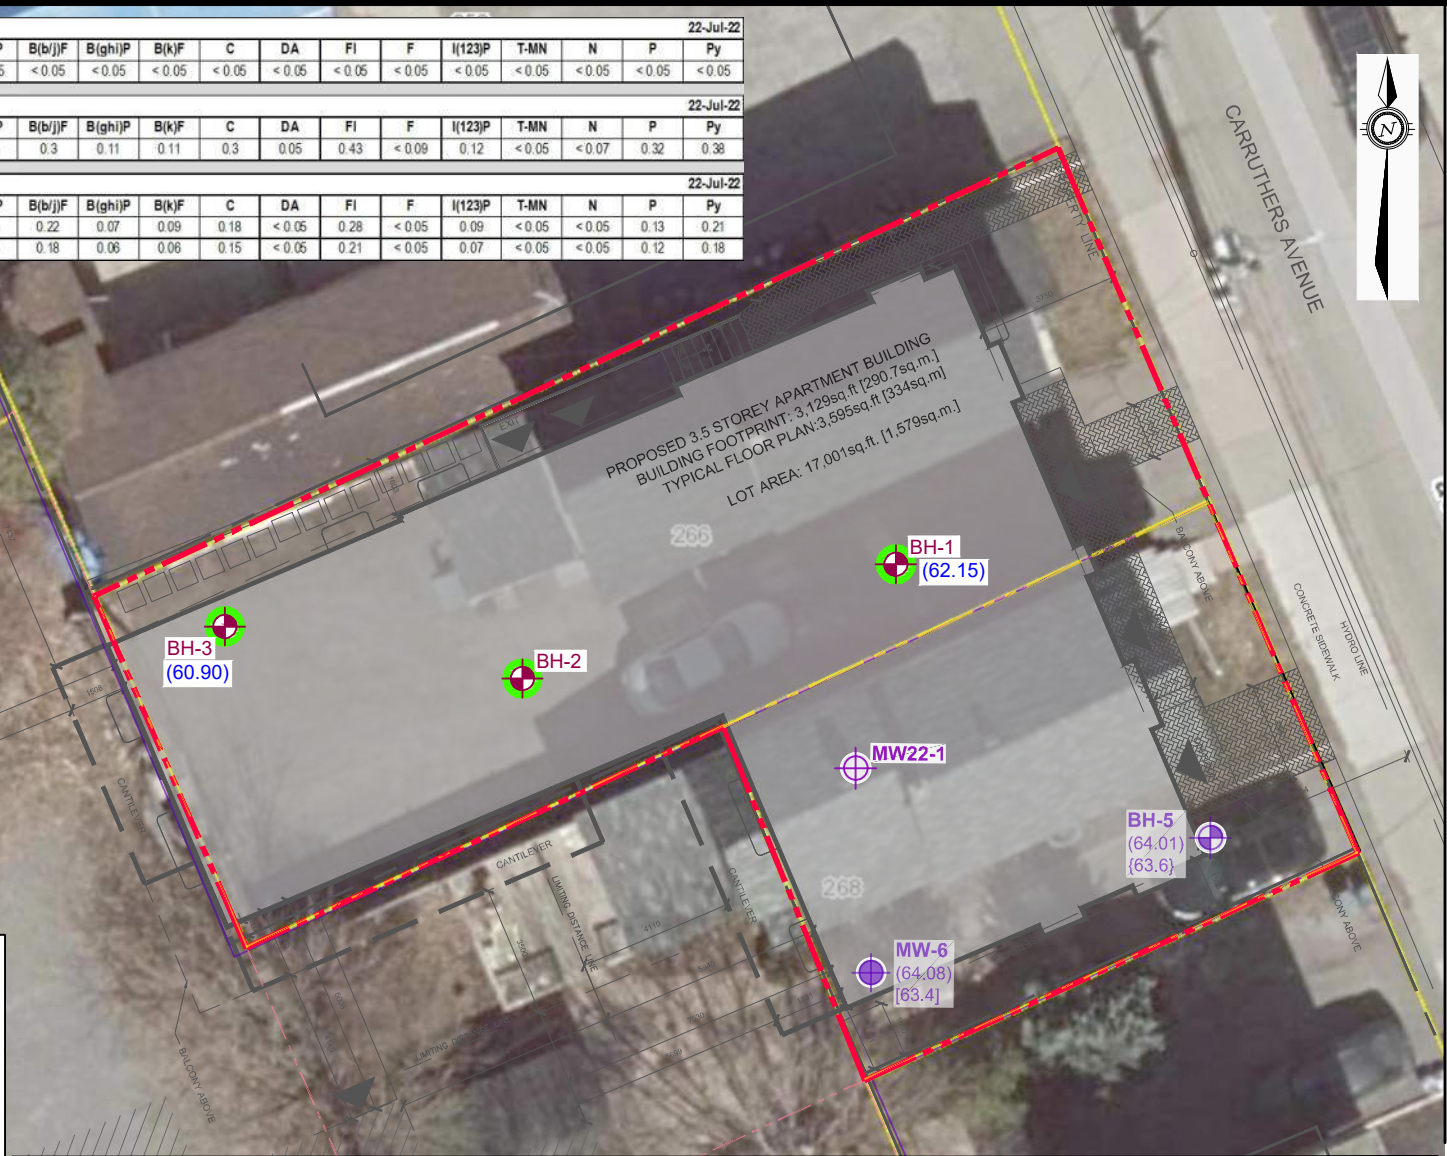 22-Jul-22
B(b/j)F B(ghi)P B(k)F C DA Fl F I(123)P T-MN N P Py
< 0.05 < 0.05 < 0.05 < 0.05 < 0.05 < 0.05 < 0.05 < 0.05 < 0.05 < 0.05 < 0.05 < 0.05
22-Jul-22
B(b/j)F B(ghi)P B(k)F C DA Fl F I(123)P T-MN N P Py
0.3 0.11 0.11 0.3 0.05 0.43 < 0.09 0.12 < 0.05 < 0.07 0.32 0.38
22-Jul-22
B(b/j)F B(ghi)P B(k)F C DA Fl F I(123)P T-MN N P Py
0.22 0.07 0.09 0.18 < 0.05 0.28 < 0.05 0.09 < 0.05 < 0.05 0.13 0.21
0.18 0.06 0.06 0.15 < 0.05 0.21 < 0.05 0.07 < 0.05 < 0.05 0.12 0.18
N
CARRUTHERS AVENUE
PROPOSED 3.5 STOREY APARTMENT BUILDING
BUILDING FOOTPRINT: 3,129sq.ft [290.7sq.m.]
TYPICAL FLOOR PLAN:3,595sq.ft [334sq.m]
LOT AREA: 17,001sq.ft. [1,579sq.m.]
EXIT
266
BH-1
(62.15)
BH-3
(60.90)
BH-2
BALCONY ABOVE
CONCRETE SIDEWALK
HYDRO LINE
1508
CANTILEVER
MW22-1
BH-5
(64.01)
{63.6}
CANTILEVER
LIMITING DISTANCE LINE
CANTILEVER
268
4110
3500
MW-6
(64.08)
[63.4]
BALCONY ABOVE